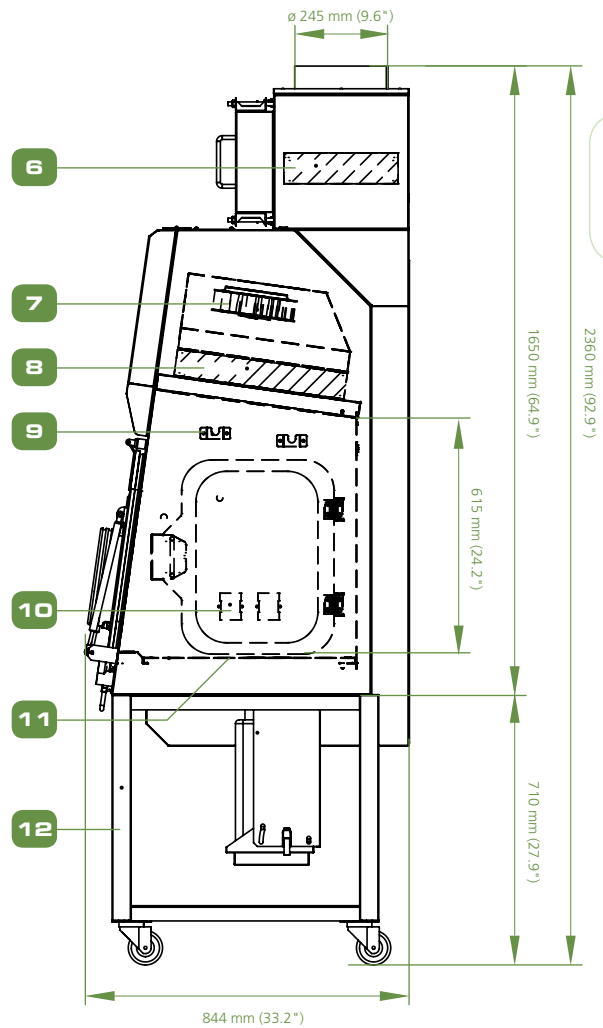 ø 245 mm (9.6")
6
7
8
9
10
11
12
1650 mm (64.9")
2360 mm (92.9")
615 mm (24.2")
710 mm (27.9")
844 mm (33.2")